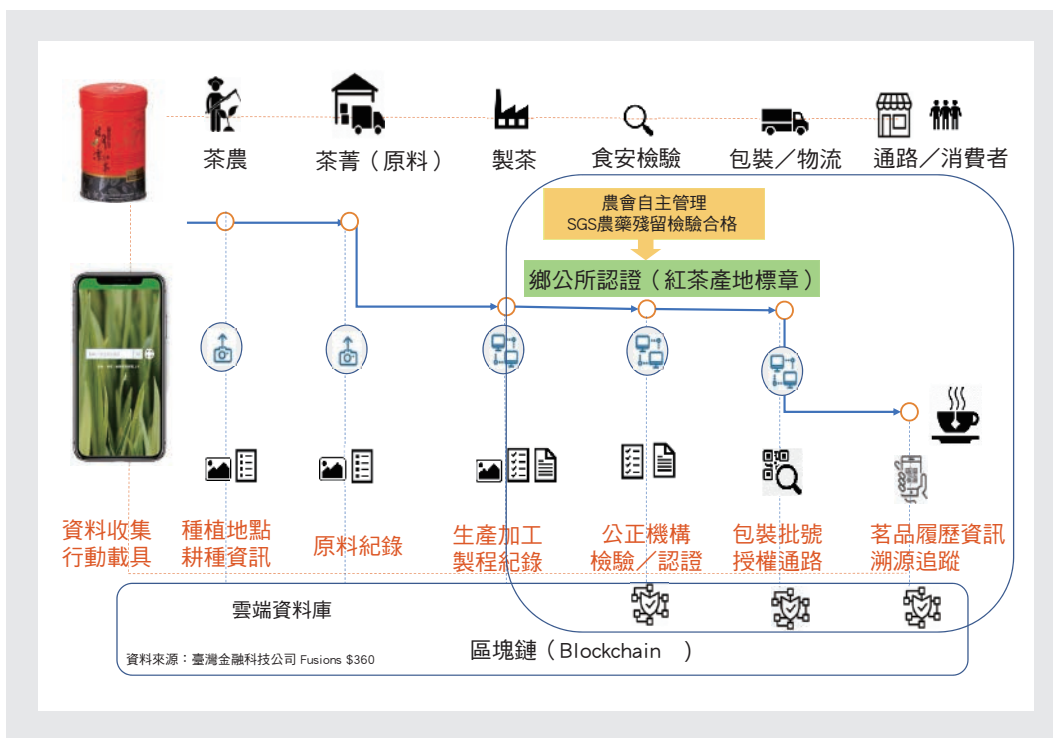 茶農
茶菁（原料）
製茶
食安檢驗
包裝／物流
通路／消費者
農會自主管理
SGS農藥殘留檢驗合格
鄉公所認證（紅茶產地標章）
資料收集
行動載具
種植地點
耕種資訊
原料紀錄
生產加工
製程紀錄
公正機構
檢驗／認證
包裝批號
授權通路
茗品履歷資訊
溯源追蹤
雲端資料庫
區塊鏈（Blockchain　）
資料來源：臺灣金融科技公司 Fusions $360